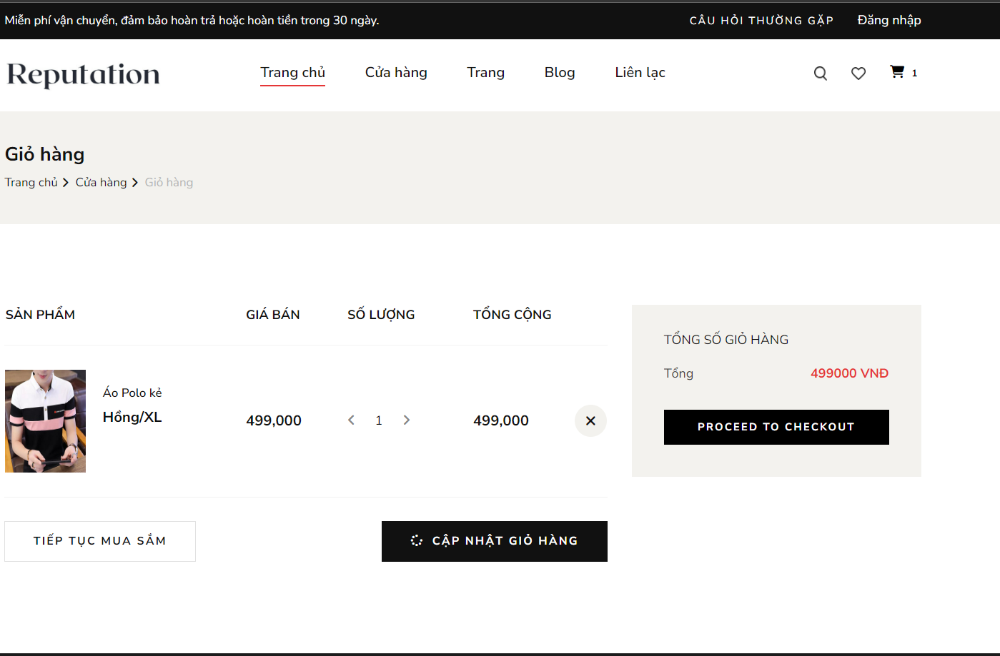 Miễn phí vận chuyển, đảm bảo hoàn trả hoặc hoàn tiền trong 30 ngày.
CÂU HỎI THƯỜNG GẶP Đăng nhập
Reputation Trang chủ Cửa hàng Trang Blog Liên lạc 1
Giỏ hàng
Trang chủ Cửa hàng Giỏ hàng
SẢN PHẨM GIÁ BÁN SỐ LƯỢNG TỔNG CỘNG
Áo Polo kẻ
Hồng/XL
499,000 1 499,000
TỔNG SỐ GIỎ HÀNG
Tổng 499000 VNĐ
PROCEED TO CHECKOUT
TIẾP TỤC MUA SẮM CẬP NHẬT GIỎ HÀNG